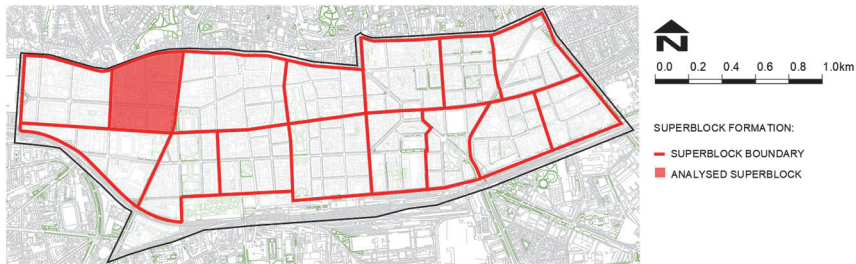 N
0.0 0.2 0.4 0.6 0.8 1.0km
SUPERBLOCK FORMATION:
SUPERBLOCK BOUNDARY
ANALYSED SUPERBLOCK